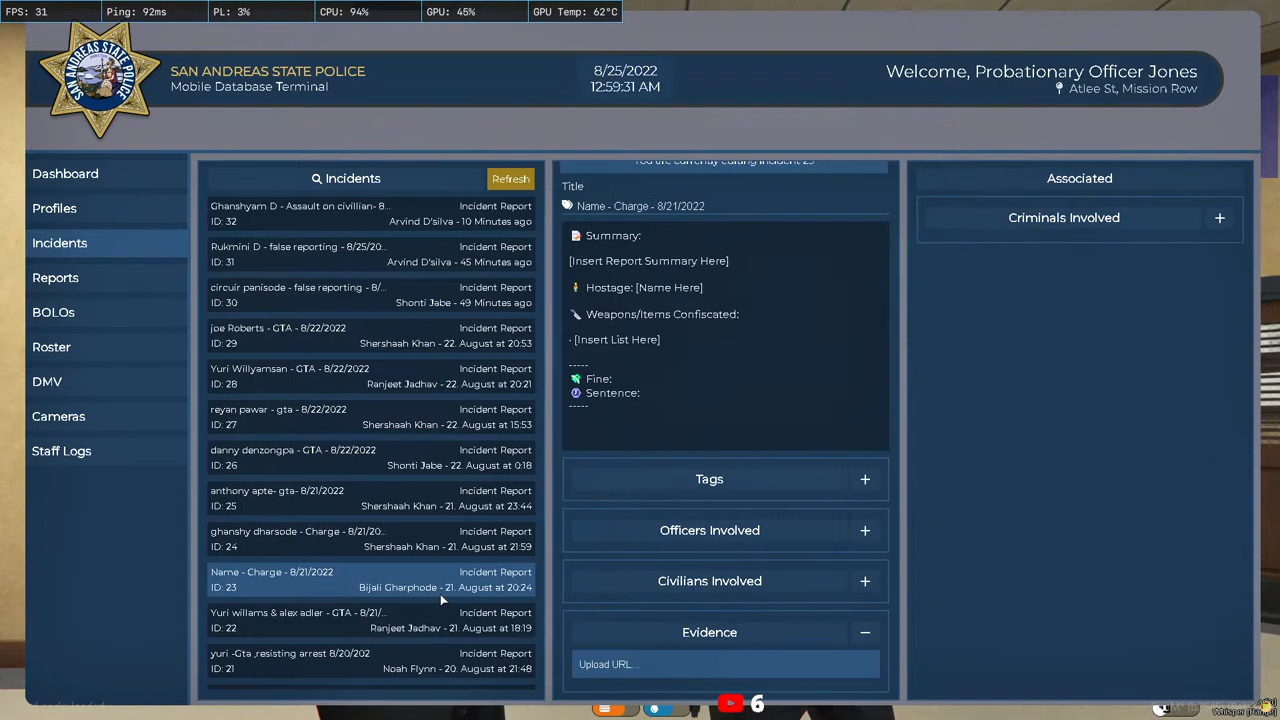 FPS: 31
Ping: 92ms
PL: 3%
CPU: 94%
GPU: 45%
GPU Temp: 62°C
SAN ANDREAS STATE POLICE
SAN ANDREAS STATE POLICE
Mobile Database Terminal
8/25/2022
12:59:31 AM
Welcome, Probationary Officer Jones
Atlee St, Mission Row
Dashboard
Profiles
Incidents
Reports
BOLOs
Roster
DMV
Cameras
Staff Logs
Incidents
Refresh
Ghanshyam D - Assault on civillian- 8... Incident Report
ID: 32 Arvind D'silva - 10 Minutes ago
Rukmini D - false reporting - 8/25/20... Incident Report
ID: 31 Arvind D'silva - 45 Minutes ago
circuir panisode - false reporting - 8/... Incident Report
ID: 30 Shonti Jabe - 49 Minutes ago
joe Roberts - GTA - 8/22/2022 Incident Report
ID: 29 Shershaah Khan - 22. August at 20:53
Yuri Willyamsan - GTA - 8/22/2022 Incident Report
ID: 28 Ranjeet Jadhav - 22. August at 20:21
reyan pawar - gta - 8/22/2022 Incident Report
ID: 27 Shershaah Khan - 22. August at 15:53
danny denzongpa - GTA - 8/22/2022 Incident Report
ID: 26 Shonti Jabe - 22. August at 0:18
anthony apte- gta- 8/21/2022 Incident Report
ID: 25 Shershaah Khan - 21. August at 23:44
ghanshy dharsode - Charge - 8/21/20... Incident Report
ID: 24 Shershaah Khan - 21. August at 21:59
Name - Charge - 8/21/2022 Incident Report
ID: 23 Bijali Gharphode - 21. August at 20:24
Yuri willams & alex adler - GTA - 8/21/... Incident Report
ID: 22 Ranjeet Jadhav - 21. August at 18:19
yuri -Gta ,resisting arrest 8/20/202 Incident Report
ID: 21 Noah Flynn - 20. August at 21:48
You are currently editing incident 23
Title
Name - Charge - 8/21/2022
Summary:
[Insert Report Summary Here]
Hostage: [Name Here]
Weapons/Items Confiscated:
· [Insert List Here]
-----
Fine:
Sentence:
-----
Tags +
Officers Involved +
Civilians Involved +
Evidence −
Upload URL...
Associated
Criminals Involved +
6